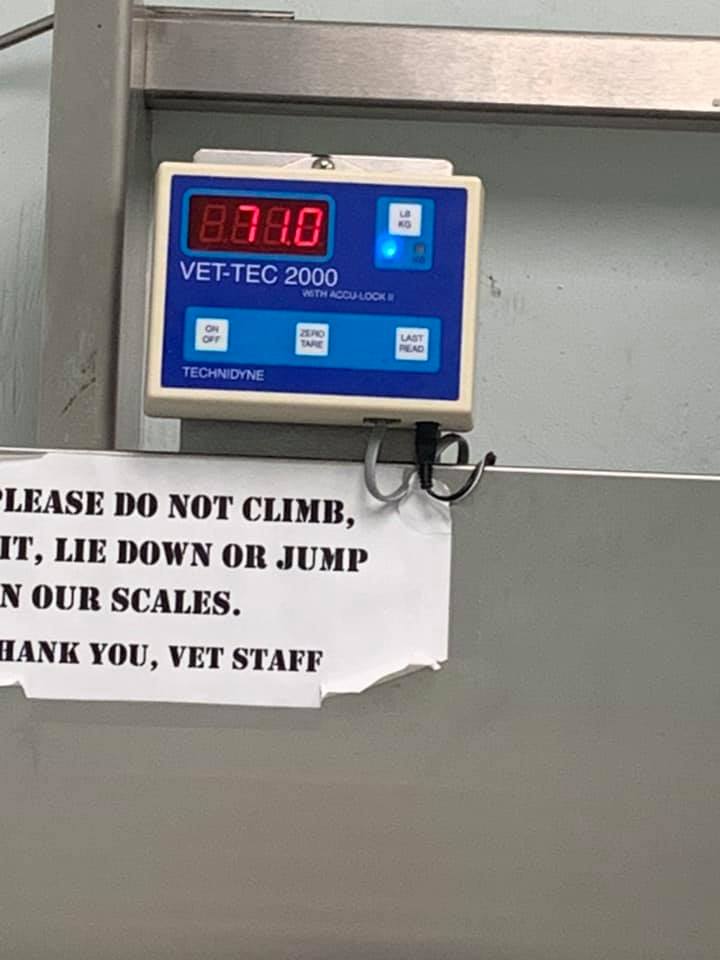 71.0
LB
KG
VET-TEC 2000
WITH ACCU-LOCK II
ON
OFF
ZERO
TARE
LAST
READ
TECHNIDYNE
PLEASE DO NOT CLIMB,
IT, LIE DOWN OR JUMP
N OUR SCALES.
HANK YOU, VET STAFF